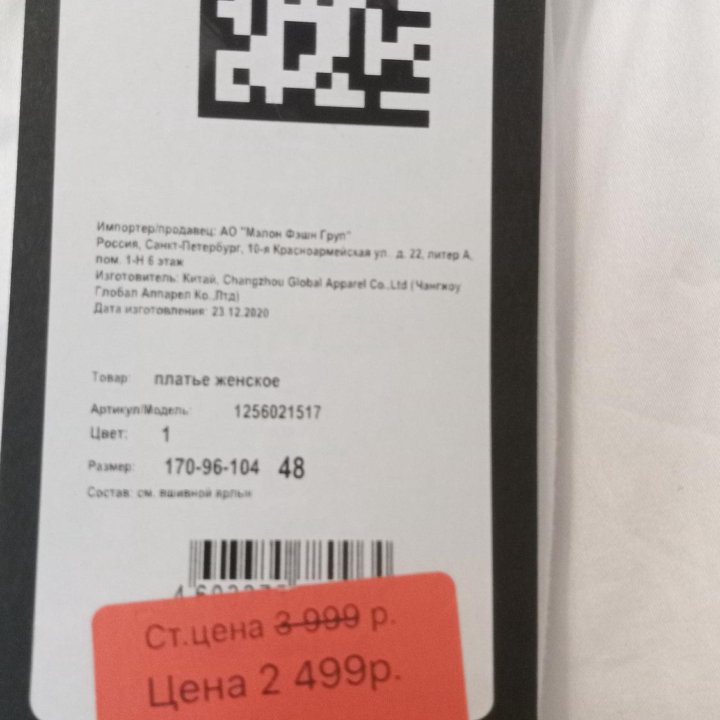 Импортер/продавец: АО "Мэлон Фэшн Груп"
Россия, Санкт-Петербург, 10-я Красноармейская ул., д. 22, литер А,
пом. 1-Н 6 этаж
Изготовитель: Китай, Changzhou Global Apparel Co.,Ltd (Чангжоу
Глобал Аппарел Ко.,Лтд)
Дата изготовления: 23.12.2020
Товар: платье женское
Артикул/Модель: 1256021517
Цвет: 1
Размер: 170-96-104 48
Состав: см. вшивной ярлык
Ст.цена 3 999 р.
Цена 2 499р.